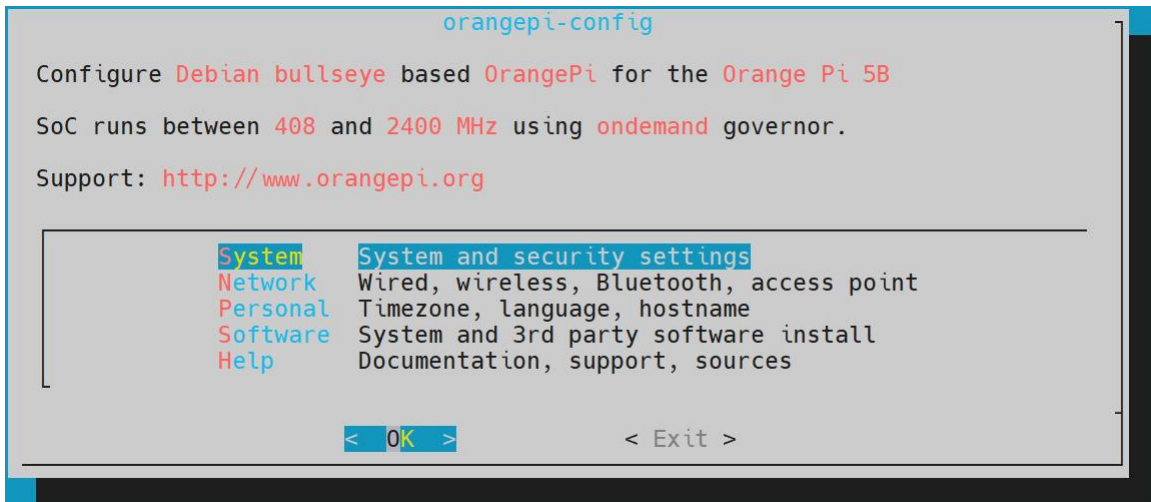 orangepi-config
Configure Debian bullseye based OrangePi for the Orange Pi 5B
SoC runs between 408 and 2400 MHz using ondemand governor.
Support: http://www.orangepi.org
System System and security settings
Network Wired, wireless, Bluetooth, access point
Personal Timezone, language, hostname
Software System and 3rd party software install
Help Documentation, support, sources
< OK > < Exit >